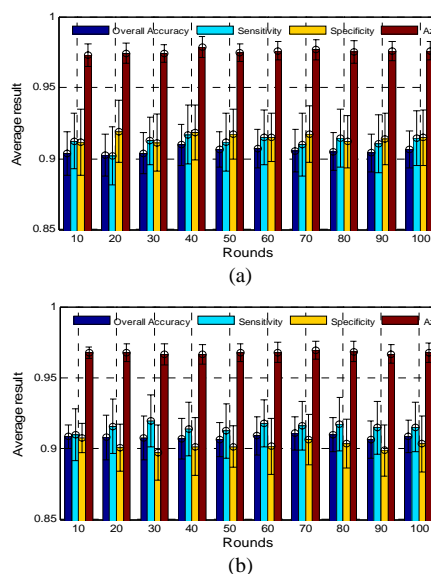 1
Overall Accuracy Sensitivity Specificity Az
0.95
Average result
0.9
0.85
10 20 30 40 50 60 70 80 90 100
Rounds
(a)
1
Overall Accuracy Sensitivity Specificity Az
0.95
Average result
0.9
0.85
10 20 30 40 50 60 70 80 90 100
Rounds
(b)